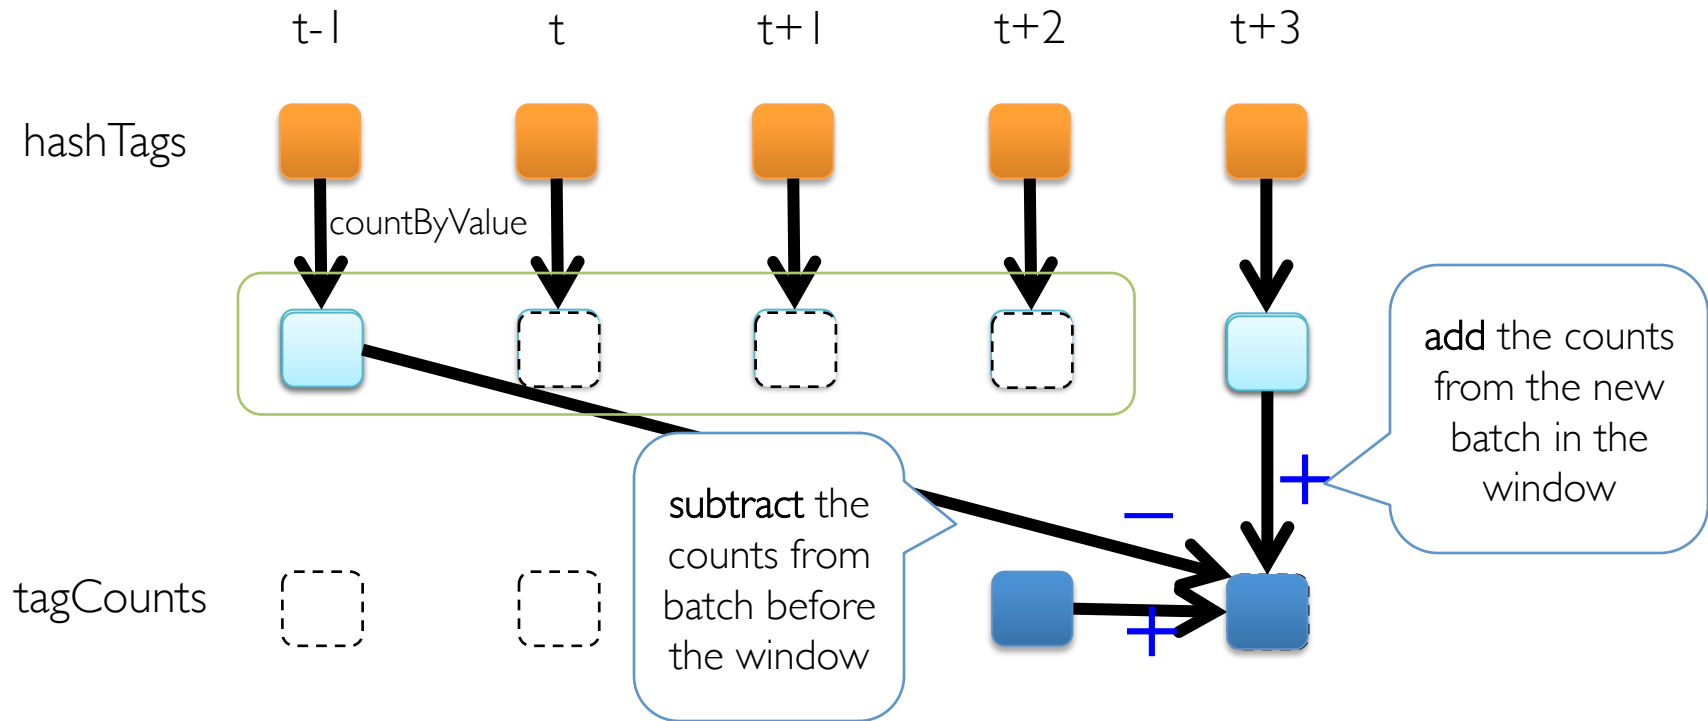 t-1
t
t+1
t+2
t+3
hashTags
countByValue
add the counts
from the new
batch in the
window
+
subtract the
counts from
batch before
the window
−
tagCounts
+